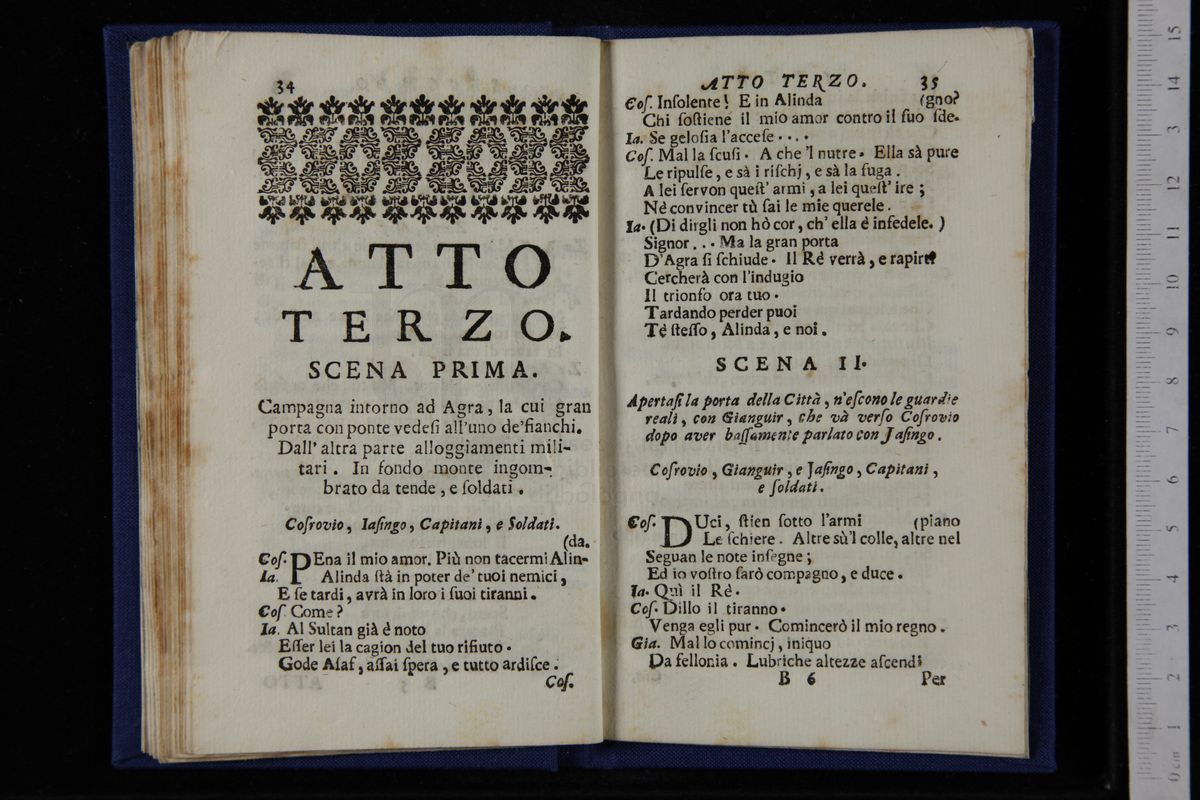 34
ATTO
TERZO.
SCENA PRIMA.
Campagna intorno ad Agra, la cui gran
porta con ponte vedeſi all'uno de'fianchi.
Dall' altra parte alloggiamenti mili-
tari. In fondo monte ingom-
brato da tende, e ſoldati.
Coſrovio, Iaſingo, Capitani, e Soldati.
(da.
Coſ. PEna il mio amor. Più non tacermi Alin-
Ia. Alinda ſtà in poter de' tuoi nemici,
E ſe tardi, avrà in loro i ſuoi tiranni.
Coſ. Come?
Ia. Al Sultan già è noto
Eſſer lei la cagion del tuo rifiuto.
Gode Aſaf, aſſai ſpera, e tutto ardiſce.
Coſ.
ATTO TERZO. 35
Coſ. Inſolente! E in Alinda (gno?
Chi ſoſtiene il mio amor contro il ſuo ſde-
Ia. Se geloſia l'acceſe....
Coſ. Mal la ſcuſi. A che 'l nutre. Ella sà pure
Le ripulſe, e sà i riſchj, e sà la fuga.
A lei ſervon queſt' armi, a lei queſt' ire;
Nè convincer tù ſai le mie querele.
Ia. (Di dirgli non hò cor, ch' ella è infedele.)
Signor... Ma la gran porta
D'Agra ſi ſchiude. Il Rè verrà, e rapirti
Cercherà con l'indugio
Il trionfo ora tuo.
Tardando perder puoi
Tè ſteſſo, Alinda, e noi.
SCENA II.
Apertaſi la porta della Città, n'eſcono le guardie
reali, con Gianguir, che và verſo Coſrovio
dopo aver baſſamente parlato con Jaſingo.
Coſrovio, Gianguir, e Jaſingo, Capitani,
e ſoldati.
Coſ. DUci, ſtien ſotto l'armi (piano
Le ſchiere. Altre sù'l colle, altre nel
Seguan le note inſegne;
Ed io voſtro ſarò compagno, e duce.
Ia. Quì il Rè.
Coſ. Dillo il tiranno.
Venga egli pur. Comincerò il mio regno.
Gia. Mal lo comincj, iniquo
Da fellonia. Lubriche altezze aſcendi
B 6 Per